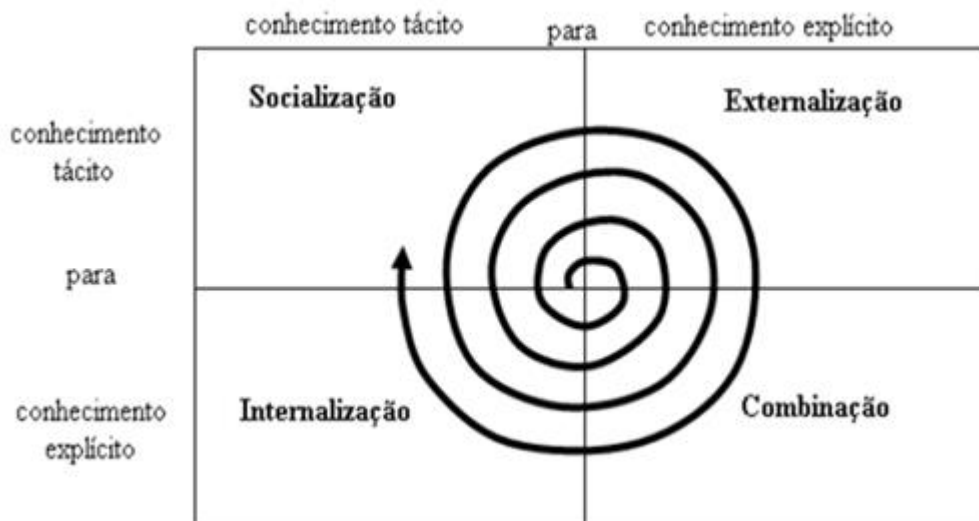 conhecimento tácito para conhecimento explícito
Socialização Externalização
conhecimento
tácito
para
Internalização Combinação
conhecimento
explícito